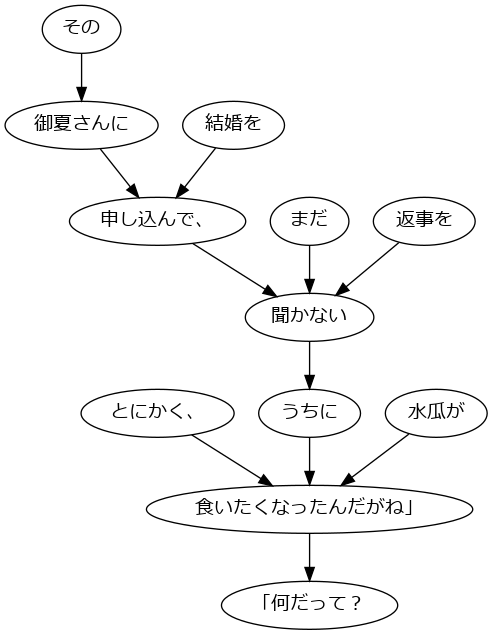 その
御夏さんに
結婚を
申し込んで、
まだ
返事を
聞かない
とにかく、
うちに
水瓜が
食いたくなったんだがね」
「何だって？